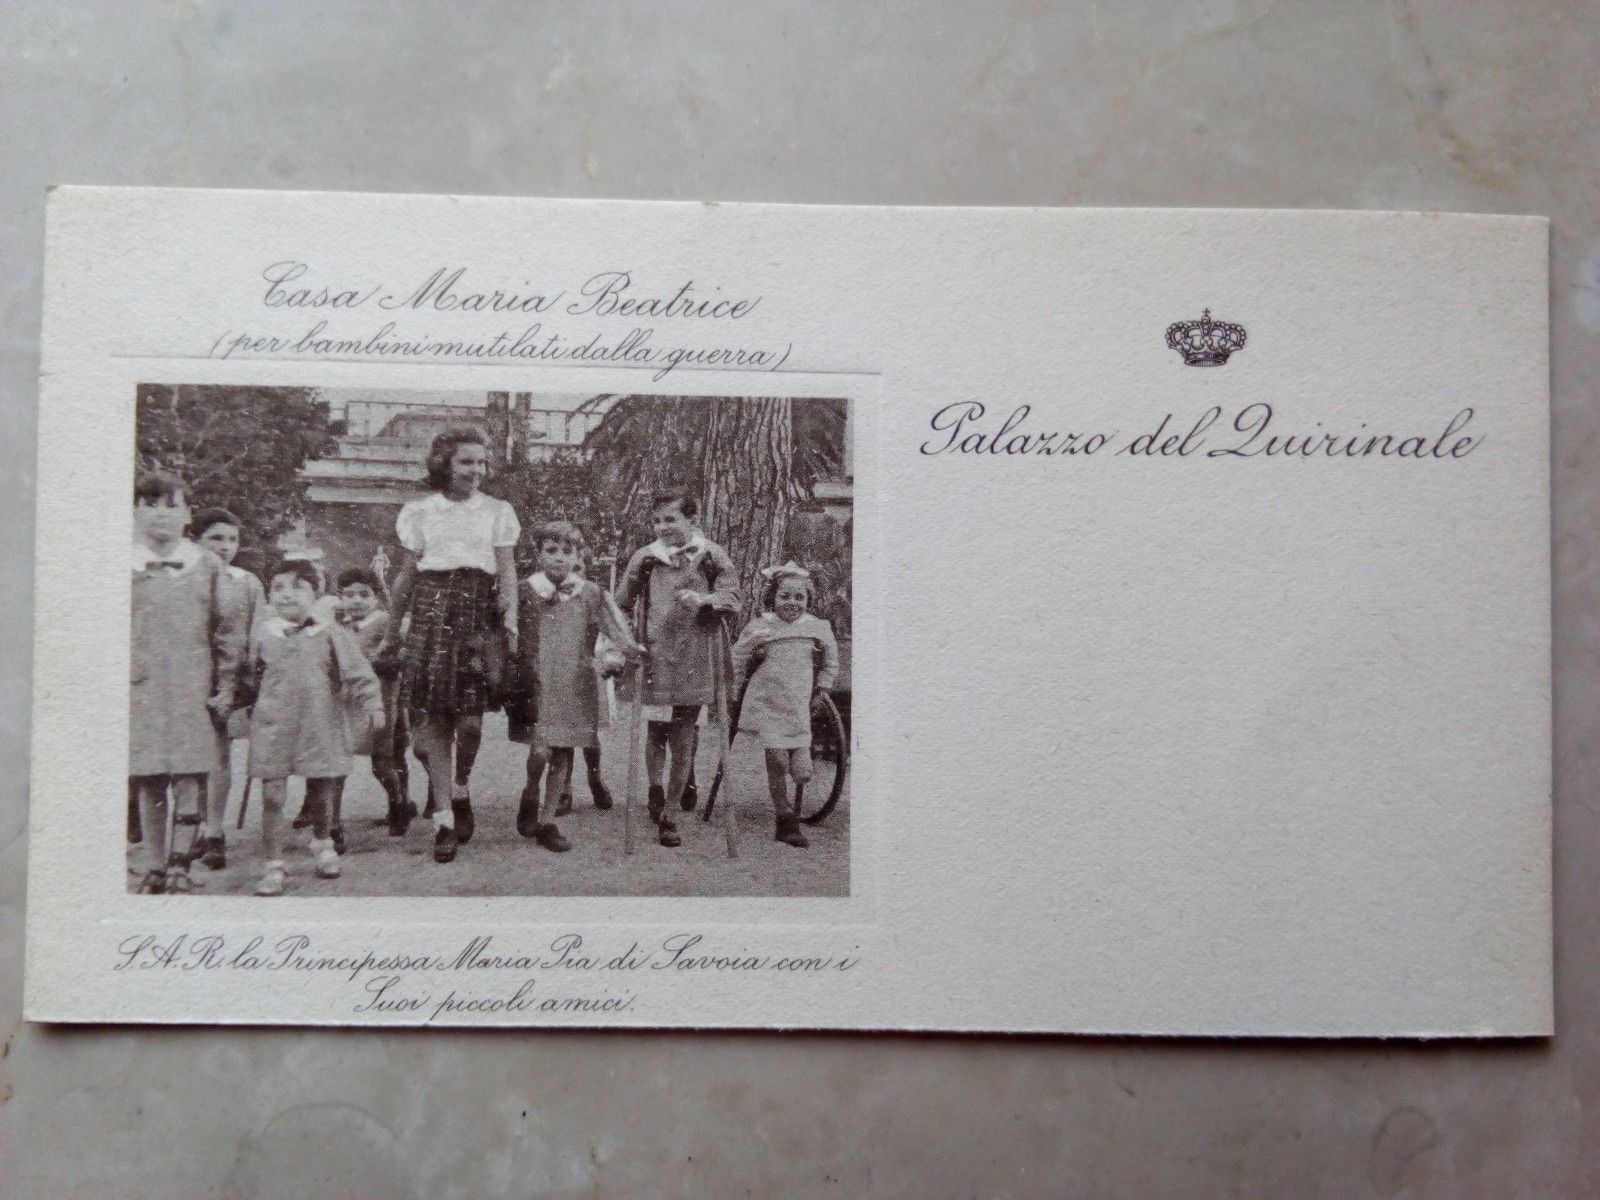 Casa Maria Beatrice
(per bambini mutilati dalla guerra)
Palazzo del Quirinale
S.A.R. la Principessa Maria Pia di Savoia con i
Suoi piccoli amici.